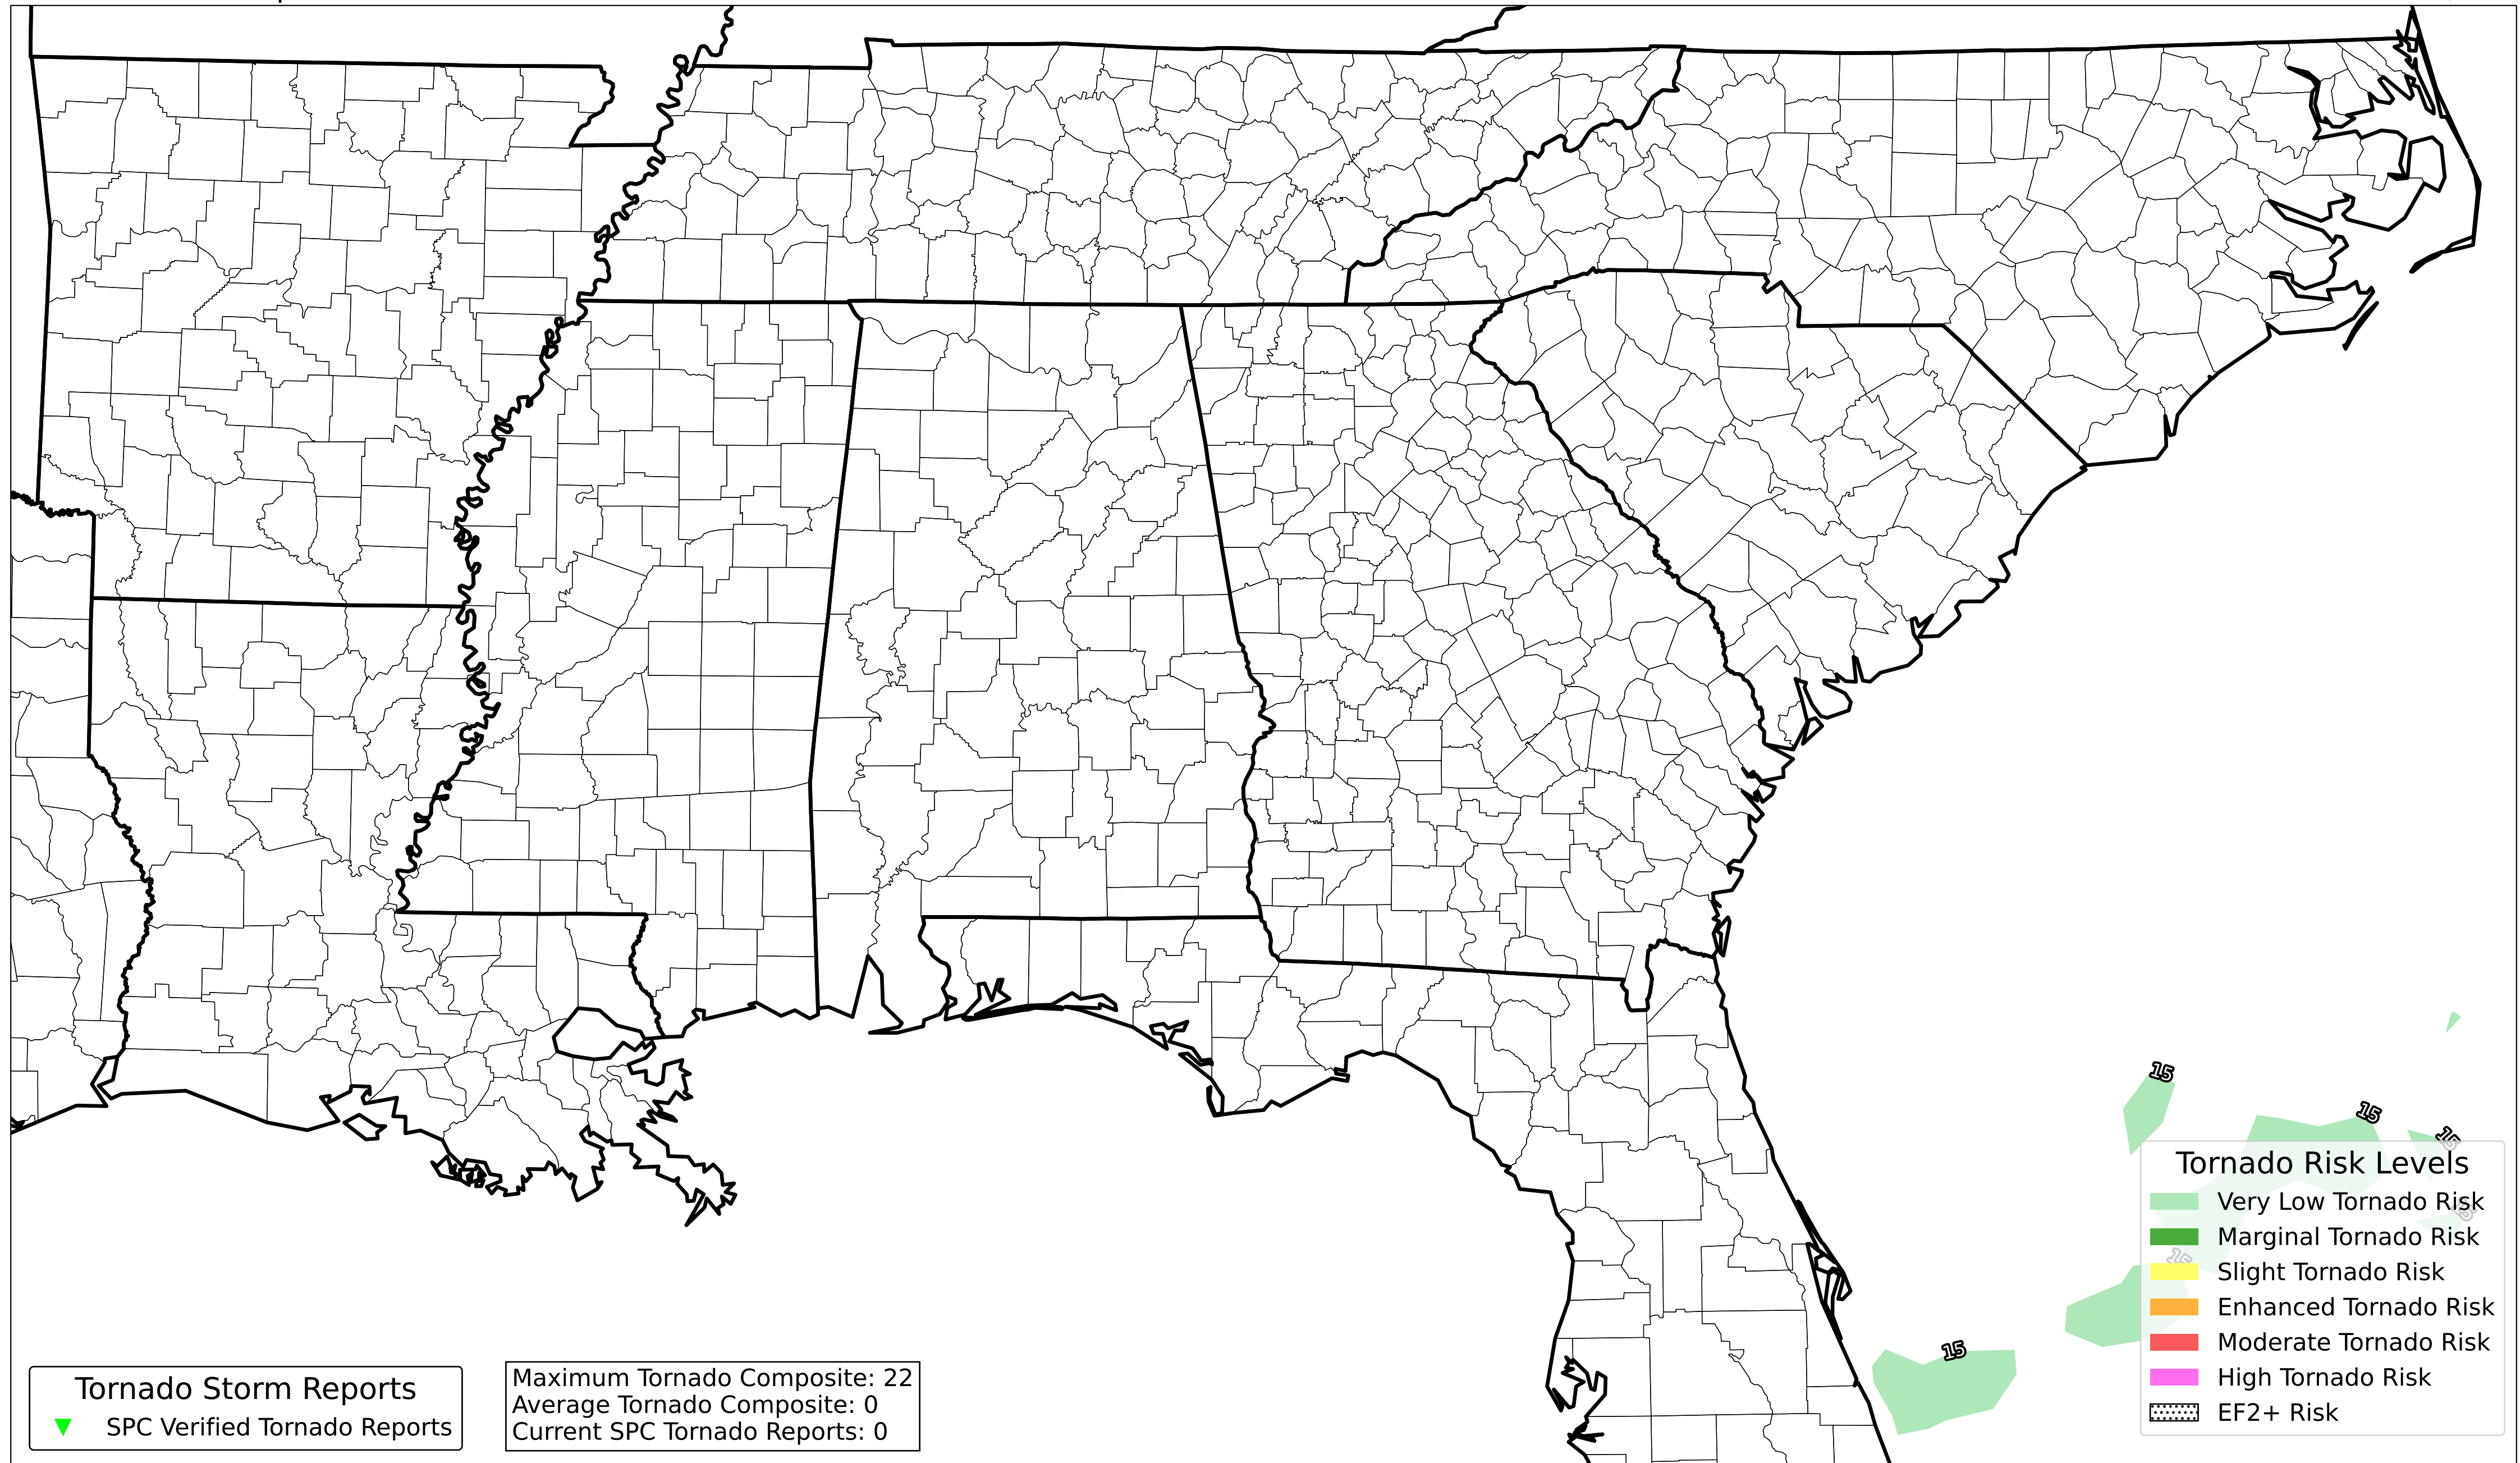 15
15
15
Tornado Risk Levels
Very Low Tornado Risk
15
Marginal Tornado Risk
15
Slight Tornado Risk
Enhanced Tornado Risk
Moderate Tornado Risk
High Tornado Risk
EF2+ Risk
15
Tornado Storm Reports
SPC Verified Tornado Reports
Maximum Tornado Composite: 22
Average Tornado Composite: 0
Current SPC Tornado Reports: 0